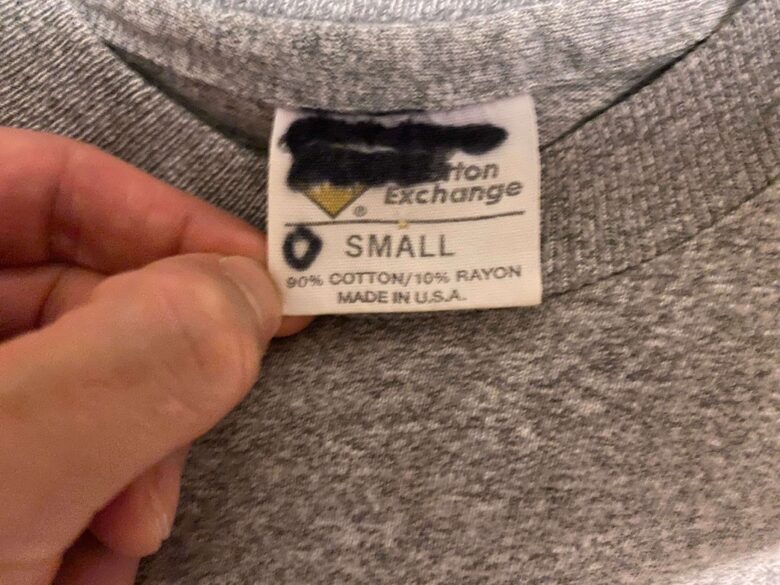 Exchange
®
SMALL
90% COTTON/10% RAYON
MADE IN U.S.A.